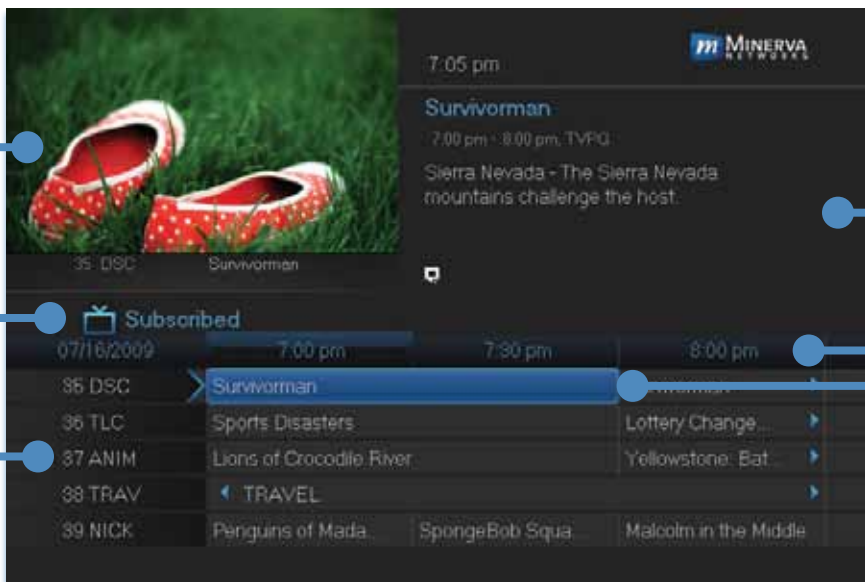 7:05 pm
m MINERVA
NETWORKS
Survivorman
7:00 pm - 8:00 pm, TVPG
Sierra Nevada - The Sierra Nevada
mountains challenge the host.
35 DSC Survivorman
Subscribed
07/16/2009 7:00 pm 7:30 pm 8:00 pm
35 DSC Survivorman
36 TLC Sports Disasters Lottery Change...
37 ANIM Lions of Crocodile River Yellowstone: Bat...
38 TRAV TRAVEL
39 NICK Penguins of Mada... SpongeBob Squa... Malcolm in the Middle